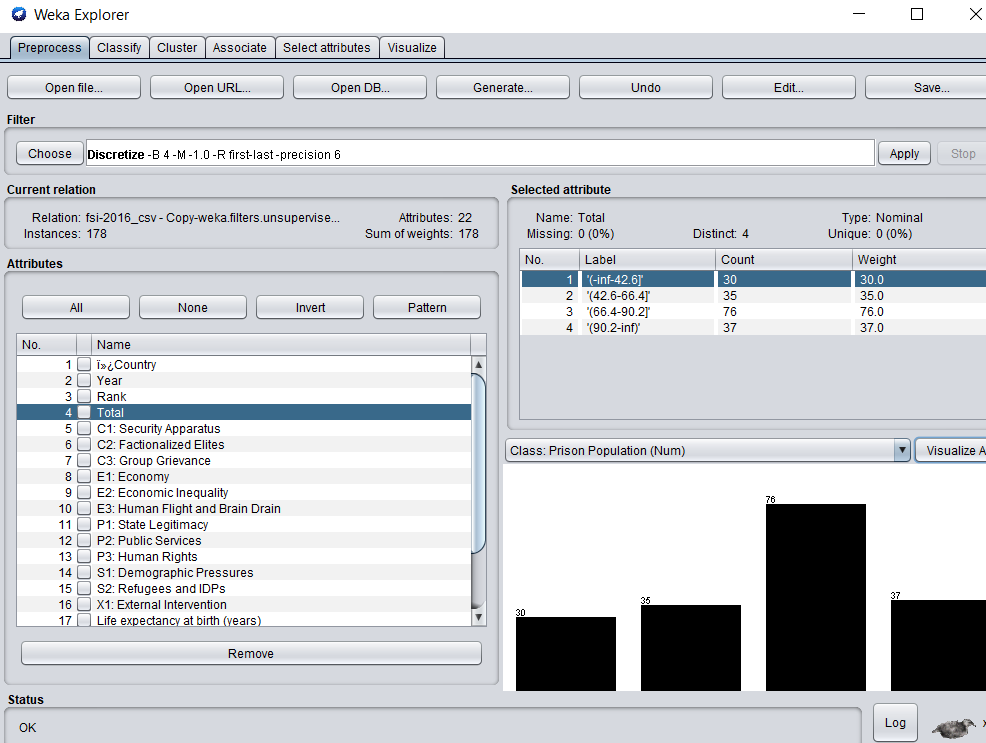 Weka Explorer
Preprocess Classify Cluster Associate Select attributes Visualize
Open file... Open URL... Open DB... Generate... Undo Edit... Save...
Filter
Choose Discretize -B 4 -M -1.0 -R first-last -precision 6 Apply Stop
Current relation
Relation: fsi-2016_csv - Copy-weka.filters.unsupervise... Attributes: 22
Instances: 178 Sum of weights: 178
Attributes
All None Invert Pattern
No. Name
1 ï»¿Country
2 Year
3 Rank
4 Total
5 C1: Security Apparatus
6 C2: Factionalized Elites
7 C3: Group Grievance
8 E1: Economy
9 E2: Economic Inequality
10 E3: Human Flight and Brain Drain
11 P1: State Legitimacy
12 P2: Public Services
13 P3: Human Rights
14 S1: Demographic Pressures
15 S2: Refugees and IDPs
16 X1: External Intervention
17 Life expectancy at birth (years)
Remove
Selected attribute
Name: Total Type: Nominal
Missing: 0 (0%) Distinct: 4 Unique: 0 (0%)
No. Label Count Weight
1 '(-inf-42.6]' 30 30.0
2 '(42.6-66.4]' 35 35.0
3 '(66.4-90.2]' 76 76.0
4 '(90.2-inf)' 37 37.0
Class: Prison Population (Num) Visualize A
76
30
35
37
Status
OK
Log x